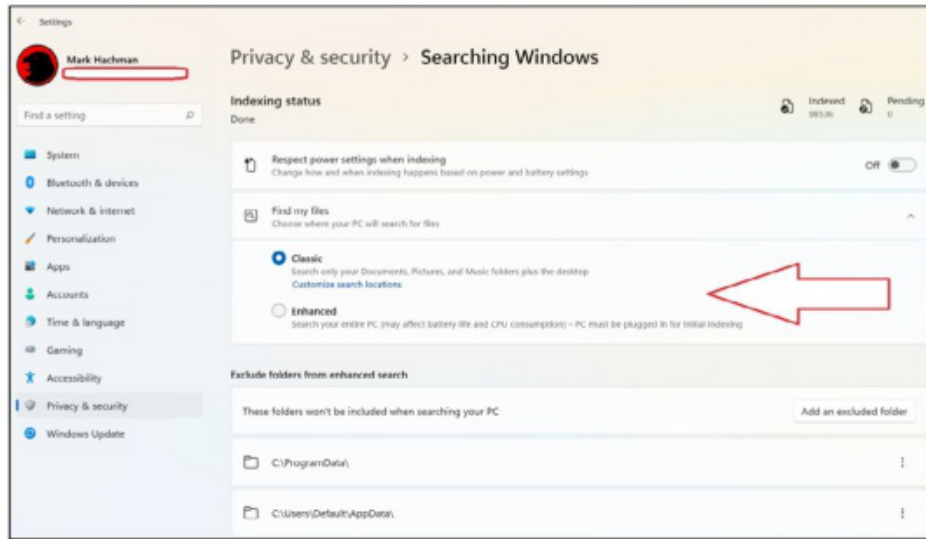 Settings
Mark Hachman
Find a setting
System
Bluetooth & devices
Network & internet
Personalization
Apps
Accounts
Time & language
Gaming
Accessibility
Privacy & security
Windows Update
Privacy & security > Searching Windows
Indexing status
Done
Indexed
Pending
0
Respect power settings when indexing
Change how and when indexing happens based on power and battery settings
Off
Find my files
Choose where your PC will search for files
Classic
Search only your Documents, Pictures, and Music folders plus the desktop
Customize search locations
Enhanced
Search your entire PC (may affect battery life and CPU consumption) – PC must be plugged in for initial indexing
Exclude folders from enhanced search
These folders won't be included when searching your PC
Add an excluded folder
C:\ProgramData\
C:\Users\Default\AppData\